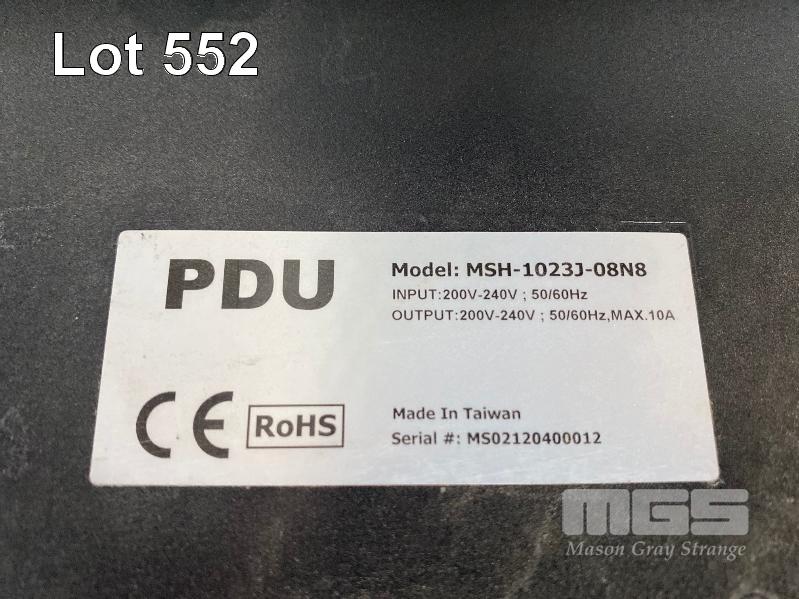 Lot 552
PDU
Model: MSH-1023J-08N8
INPUT:200V-240V ; 50/60Hz
OUTPUT:200V-240V ; 50/60Hz,MAX.10A
CE
RoHS
Made In Taiwan
Serial #: MS02120400012
MGS
Mason Gray Strange